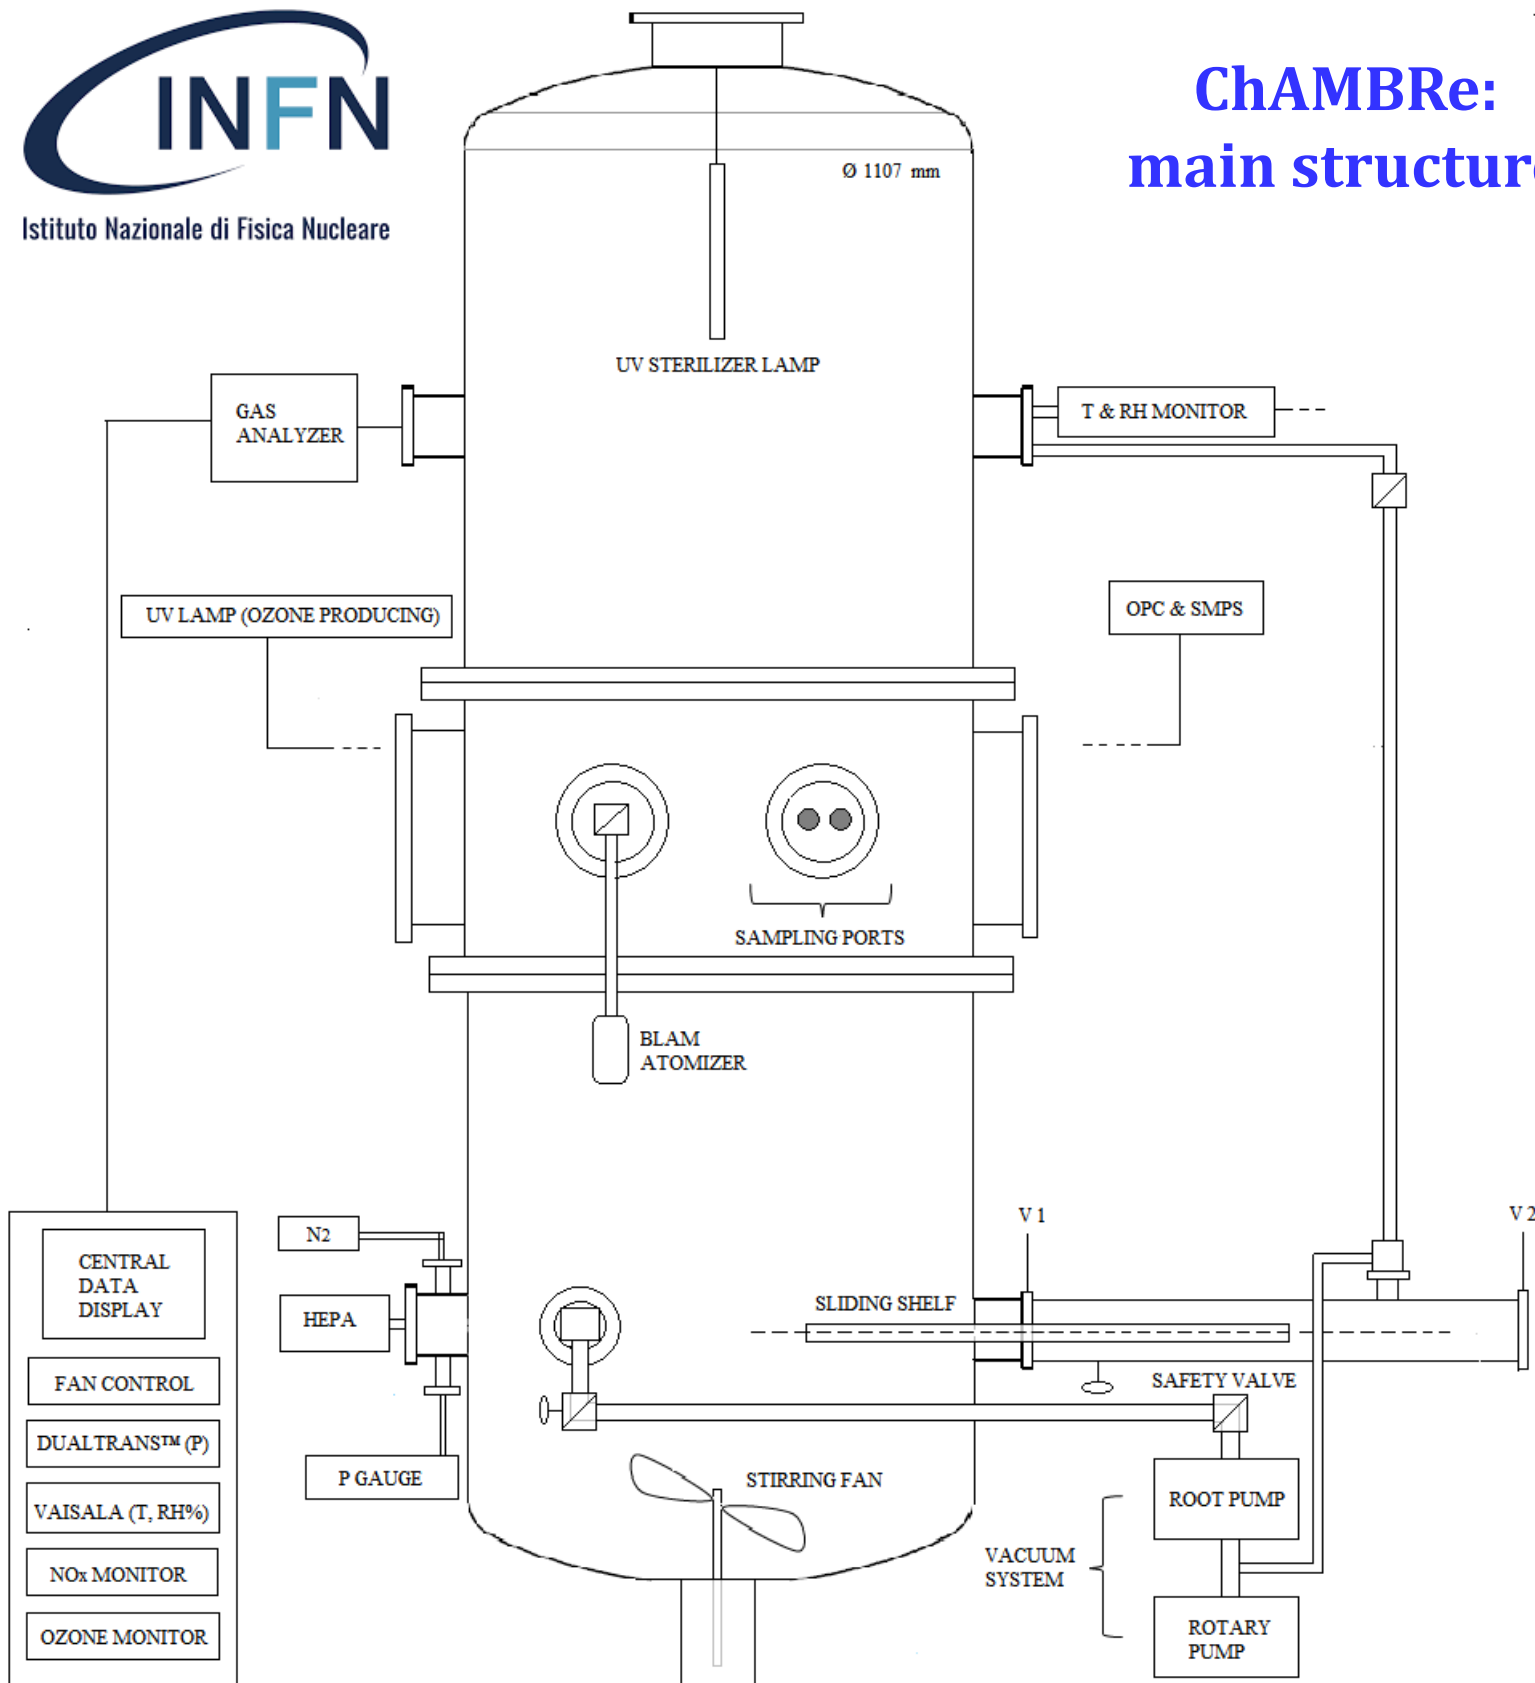 INFN
Istituto Nazionale di Fisica Nucleare
ChAMBRe:
main structure
Ø 1107 mm
UV STERILIZER LAMP
GAS
ANALYZER
T & RH MONITOR
UV LAMP (OZONE PRODUCING)
OPC & SMPS
SAMPLING PORTS
BLAM
ATOMIZER
V 1
V 2
N2
CENTRAL
DATA
DISPLAY
HEPA
SLIDING SHELF
FAN CONTROL
SAFETY VALVE
DUALTRANS™ (P)
P GAUGE
STIRRING FAN
ROOT PUMP
VAISALA (T, RH%)
VACUUM
SYSTEM
NOx MONITOR
OZONE MONITOR
ROTARY
PUMP